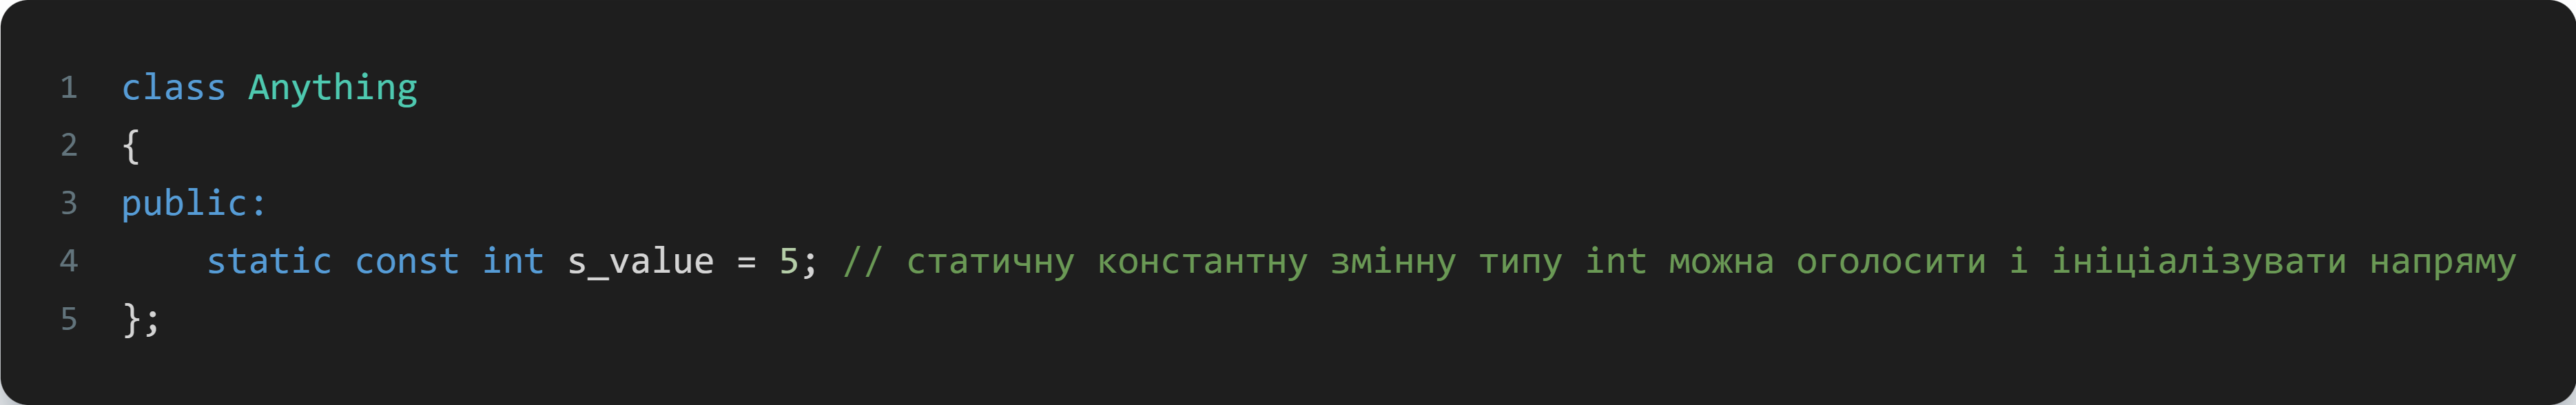 1 class Anything
2 {
3 public:
4     static const int s_value = 5; // статичну константну змінну типу int можна оголосити і ініціалізувати напряму
5 };